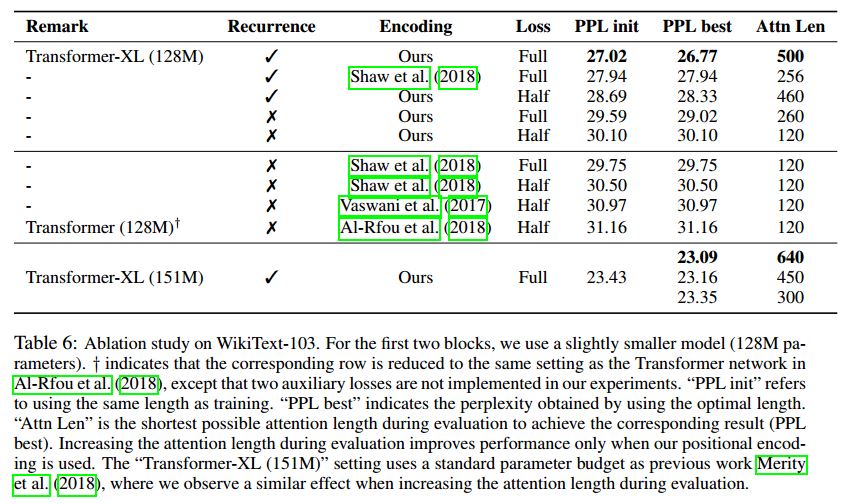 Remark Recurrence Encoding Loss PPL init PPL best Attn Len
Transformer-XL (128M) ✓ Ours Full 27.02 26.77 500
- ✓ Shaw et al. (2018) Full 27.94 27.94 256
- ✓ Ours Half 28.69 28.33 460
- ✗ Ours Full 29.59 29.02 260
- ✗ Ours Half 30.10 30.10 120
- ✗ Shaw et al. (2018) Full 29.75 29.75 120
- ✗ Shaw et al. (2018) Half 30.50 30.50 120
- ✗ Vaswani et al. (2017) Half 30.97 30.97 120
Transformer (128M)† ✗ Al-Rfou et al. (2018) Half 31.16 31.16 120
23.09 640
Transformer-XL (151M) ✓ Ours Full 23.43 23.16 450
23.35 300
Table 6: Ablation study on WikiText-103. For the first two blocks, we use a slightly smaller model (128M pa-
rameters). † indicates that the corresponding row is reduced to the same setting as the Transformer network in
Al-Rfou et al. (2018), except that two auxiliary losses are not implemented in our experiments. “PPL init” refers
to using the same length as training. “PPL best” indicates the perplexity obtained by using the optimal length.
“Attn Len” is the shortest possible attention length during evaluation to achieve the corresponding result (PPL
best). Increasing the attention length during evaluation improves performance only when our positional encod-
ing is used. The “Transformer-XL (151M)” setting uses a standard parameter budget as previous work Merity
et al. (2018), where we observe a similar effect when increasing the attention length during evaluation.